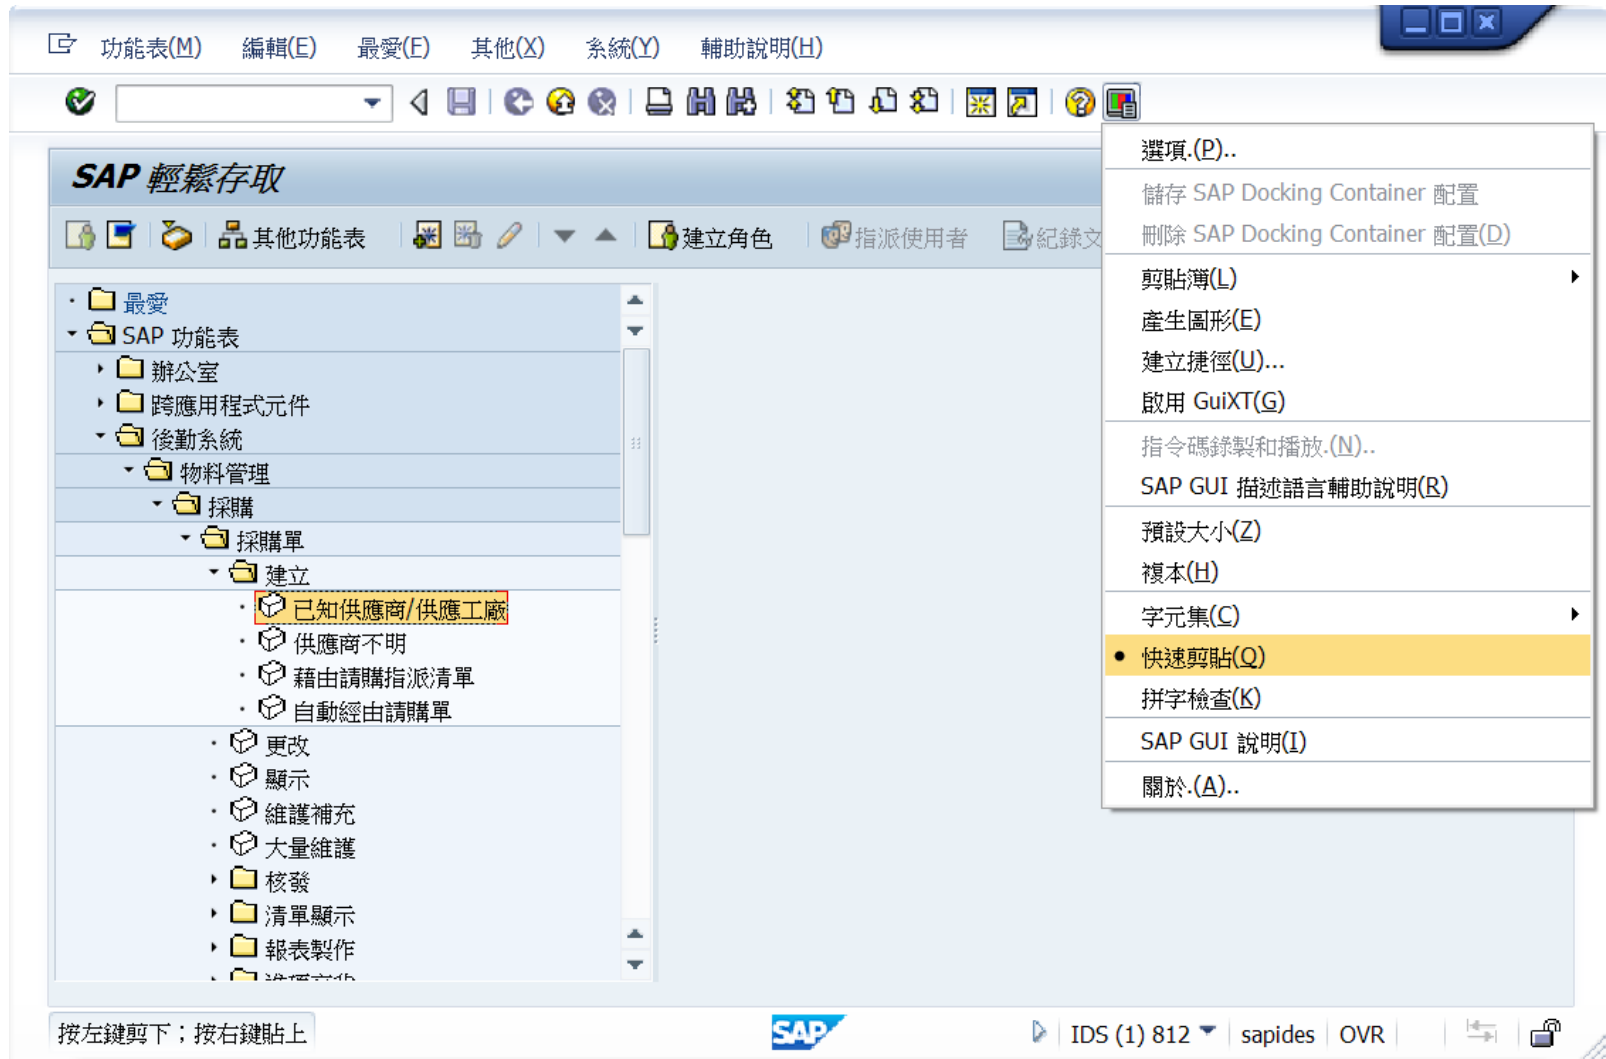 功能表(M) 編輯(E) 最愛(F) 其他(X) 系統(Y) 輔助說明(H)
SAP 輕鬆存取
其他功能表 建立角色 指派使用者 紀錄文
最愛
SAP 功能表
辦公室
跨應用程式元件
後勤系統
物料管理
採購
採購單
建立
已知供應商/供應工廠
供應商不明
藉由請購指派清單
自動經由請購單
更改
顯示
維護補充
大量維護
核發
清單顯示
報表製作
選項.(P)..
儲存 SAP Docking Container 配置
刪除 SAP Docking Container 配置(D)
剪貼簿(L)
產生圖形(E)
建立捷徑(U)...
啟用 GuiXT(G)
指令碼錄製和播放.(N)..
SAP GUI 描述語言輔助說明(R)
預設大小(Z)
複本(H)
字元集(C)
快速剪貼(Q)
拼字檢查(K)
SAP GUI 說明(I)
關於.(A)..
按左鍵剪下；按右鍵貼上 SAP IDS (1) 812 sapides OVR